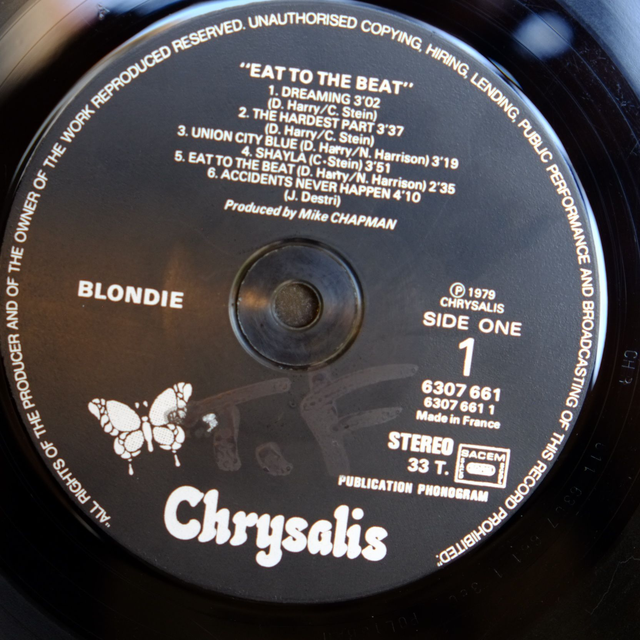 "ALL RIGHTS OF THE PRODUCER AND OF THE OWNER OF THE WORK REPRODUCED RESERVED. UNAUTHORISED COPYING, HIRING, LENDING, PUBLIC PERFORMANCE AND BROADCASTING OF THIS RECORD PROHIBITED."
"EAT TO THE BEAT"
1. DREAMING 3'02
(D. Harry/C. Stein)
2. THE HARDEST PART 3'37
(D. Harry/C. Stein)
3. UNION CITY BLUE (D. Harry/N. Harrison) 3'19
4. SHAYLA (C. Stein) 3'51
5. EAT TO THE BEAT (D. Harry/N. Harrison) 2'35
6. ACCIDENTS NEVER HAPPEN 4'10
(J. Destri)
Produced by Mike CHAPMAN
BLONDIE
℗ 1979
CHRYSALIS
SIDE ONE
1
6307 661
6307 661 1
Made in France
STEREO
33 T.
SACEM
PUBLICATION PHONOGRAM
T.F
Chrysalis